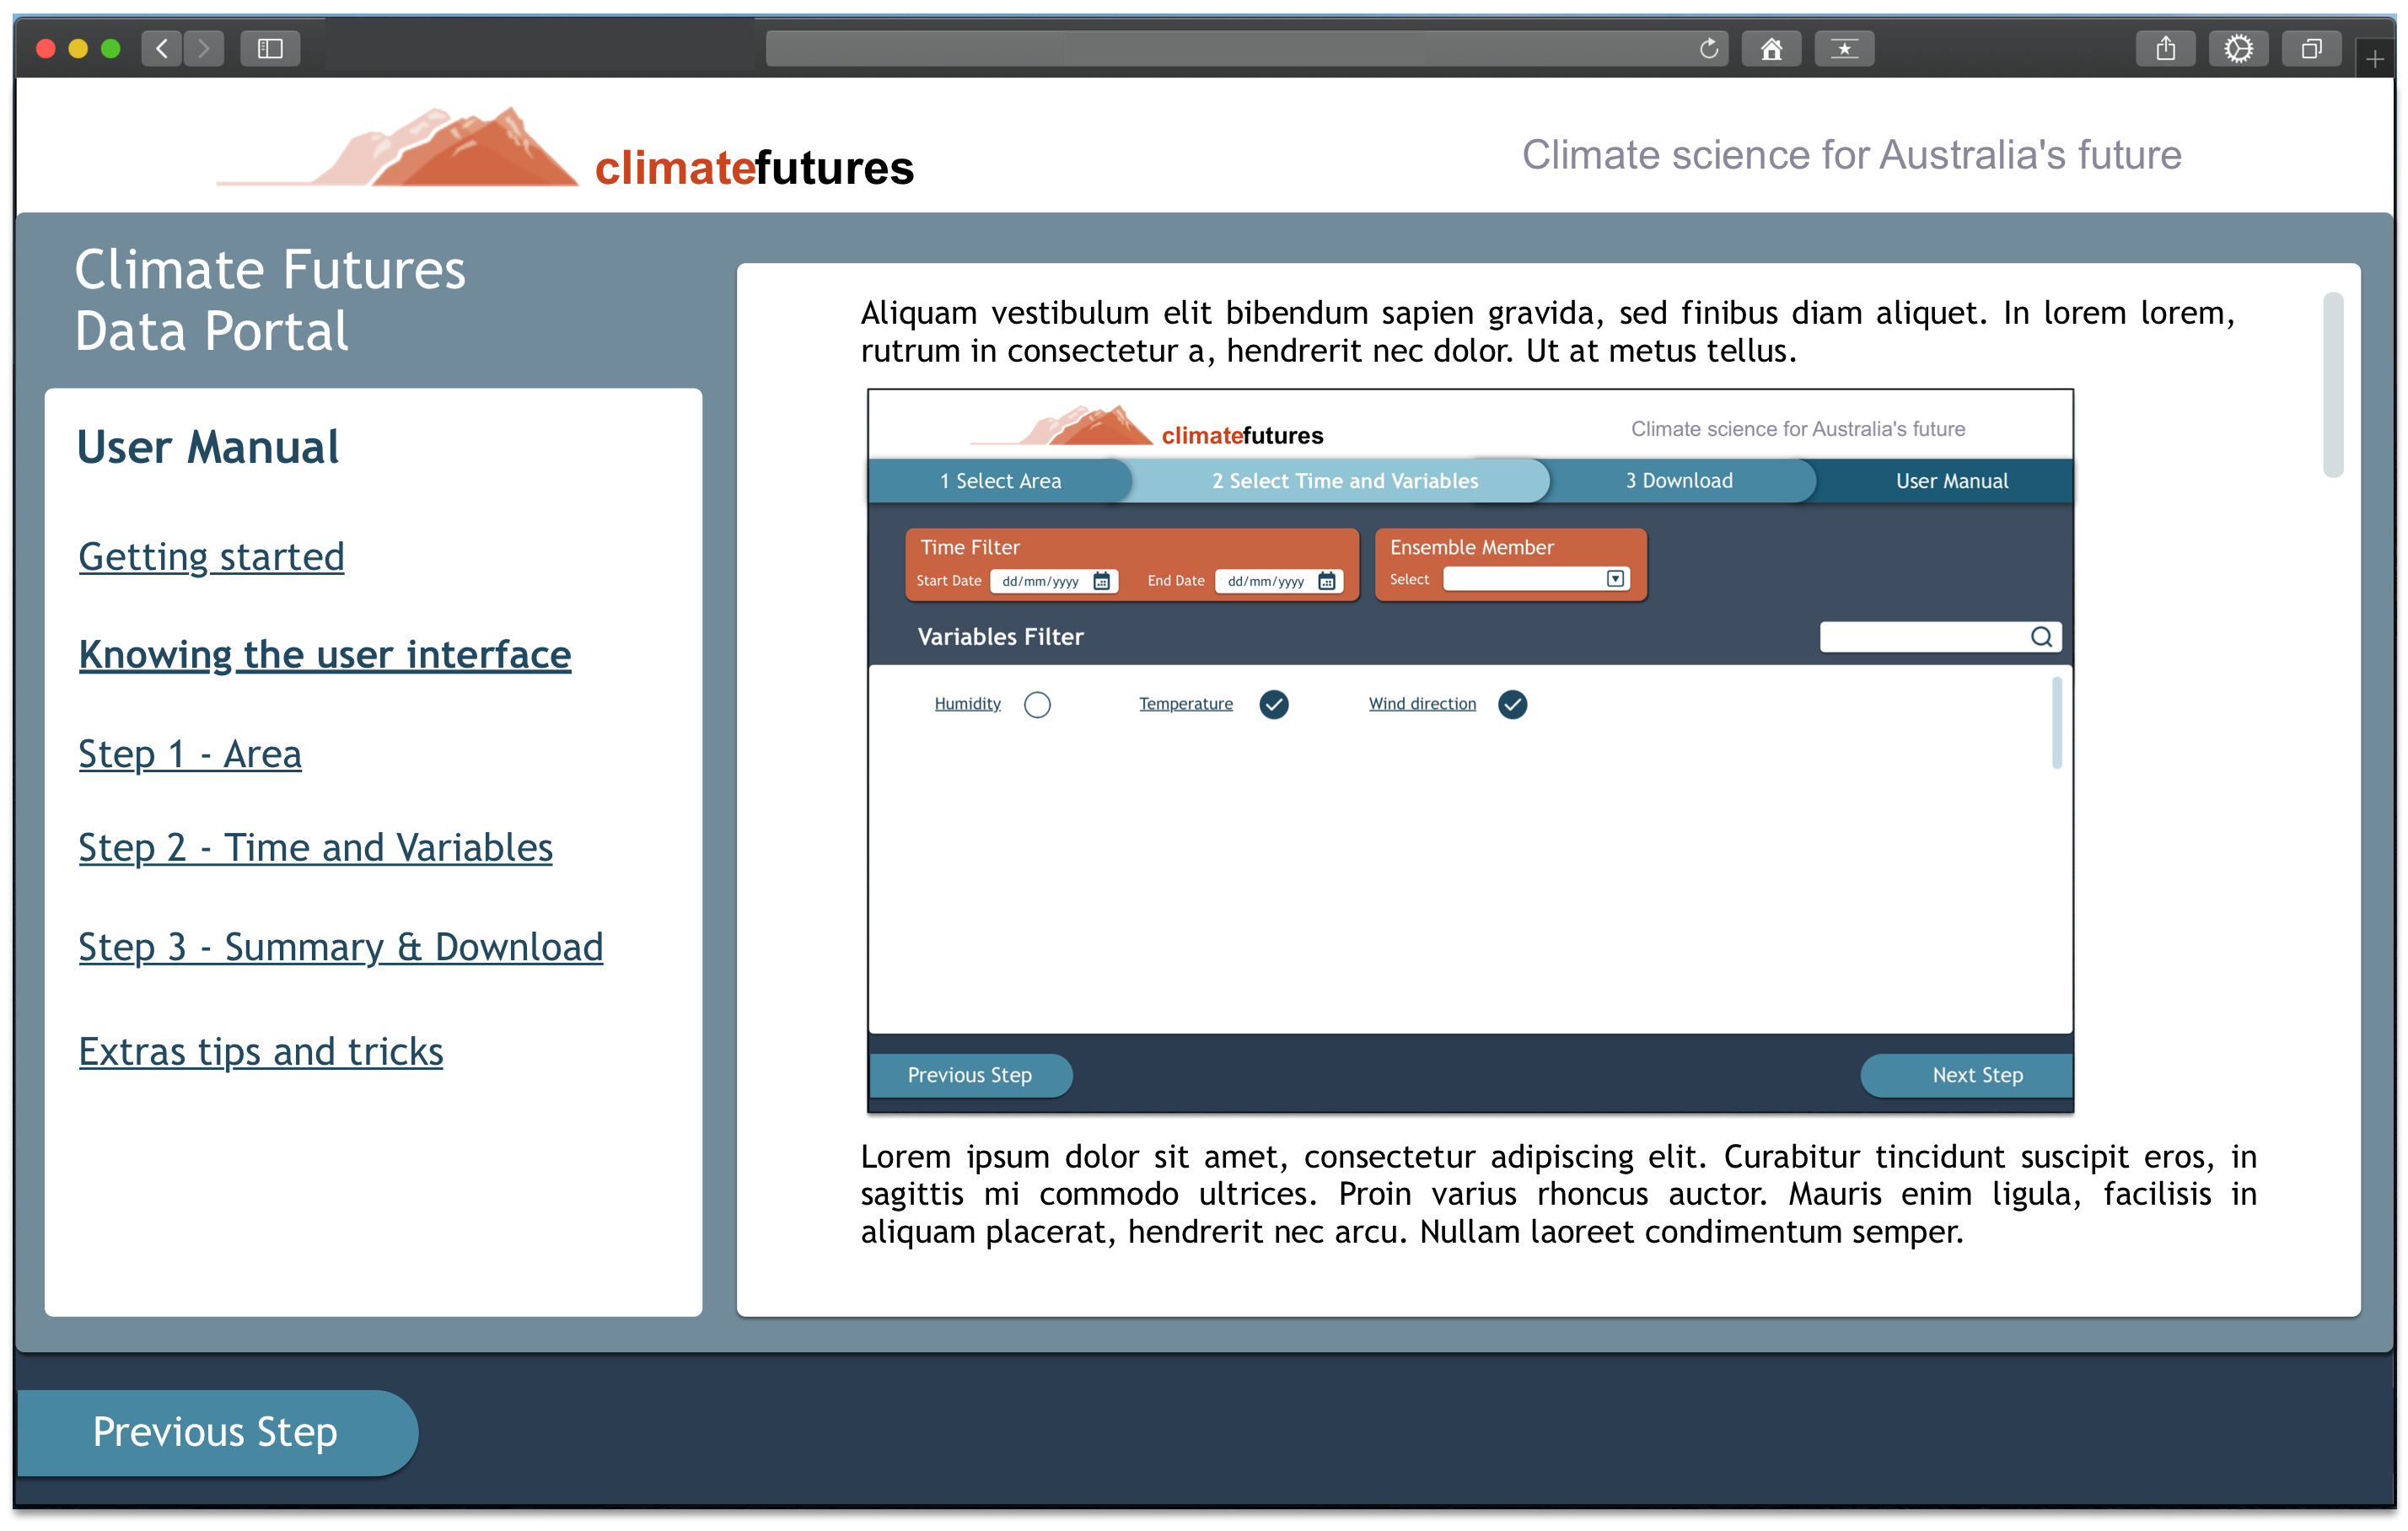 climatefutures
Climate science for Australia's future
Climate Futures
Data Portal
User Manual
Getting started
Knowing the user interface
Step 1 - Area
Step 2 - Time and Variables
Step 3 - Summary & Download
Extras tips and tricks
Aliquam vestibulum elit bibendum sapien gravida, sed finibus diam aliquet. In lorem lorem,
rutrum in consectetur a, hendrerit nec dolor. Ut at metus tellus.
climatefutures
Climate science for Australia's future
1 Select Area
2 Select Time and Variables
3 Download
User Manual
Time Filter
Start Date dd/mm/yyyy End Date dd/mm/yyyy
Ensemble Member
Select
Variables Filter
Humidity
Temperature
Wind direction
Previous Step
Next Step
Lorem ipsum dolor sit amet, consectetur adipiscing elit. Curabitur tincidunt suscipit eros, in
sagittis mi commodo ultrices. Proin varius rhoncus auctor. Mauris enim ligula, facilisis in
aliquam placerat, hendrerit nec arcu. Nullam laoreet condimentum semper.
Previous Step